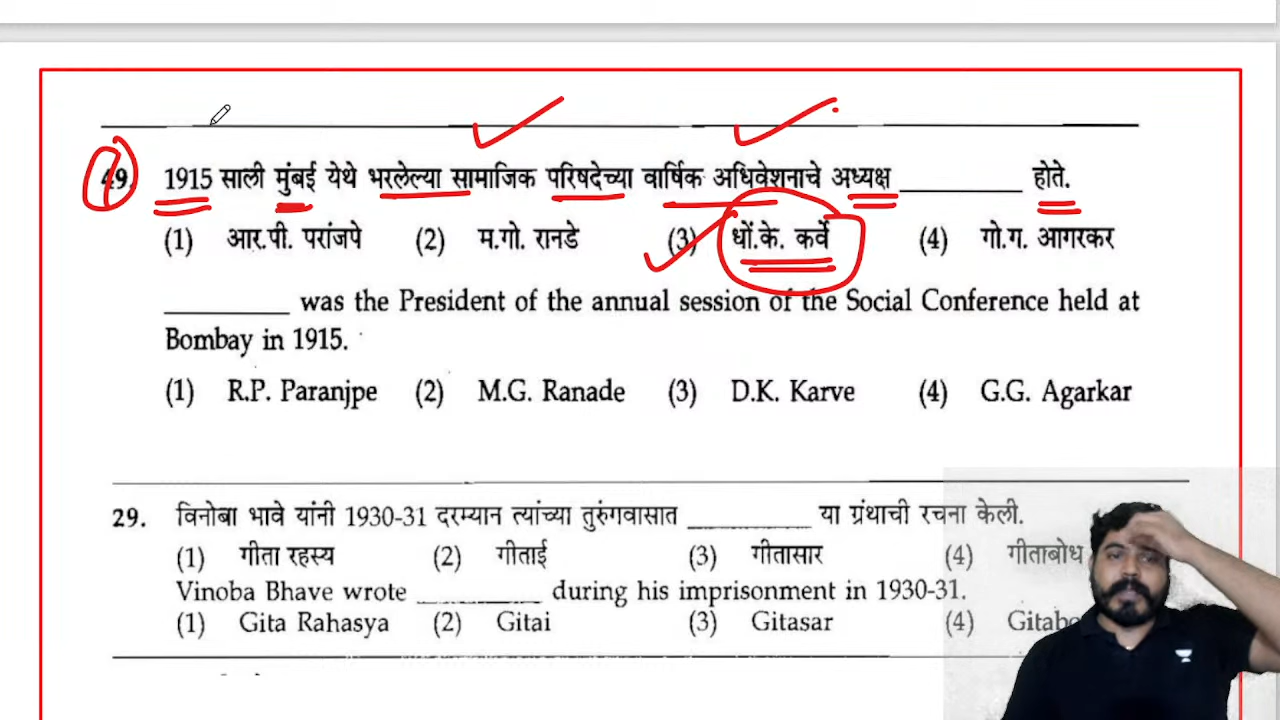 49. 1915 साली मुंबई येथे भरलेल्या सामाजिक परिषदेच्या वार्षिक अधिवेशनाचे अध्यक्ष __________ होते.
(1) आर.पी. परांजपे (2) म.गो. रानडे (3) धों.के. कर्वे (4) गो.ग. आगरकर
__________ was the President of the annual session of the Social Conference held at
Bombay in 1915.
(1) R.P. Paranjpe (2) M.G. Ranade (3) D.K. Karve (4) G.G. Agarkar
29. विनोबा भावे यांनी 1930-31 दरम्यान त्यांच्या तुरुंगवासात __________ या ग्रंथाची रचना केली.
(1) गीता रहस्य (2) गीताई (3) गीतासार (4) गीताबोध
Vinoba Bhave wrote __________ during his imprisonment in 1930-31.
(1) Gita Rahasya (2) Gitai (3) Gitasar (4)